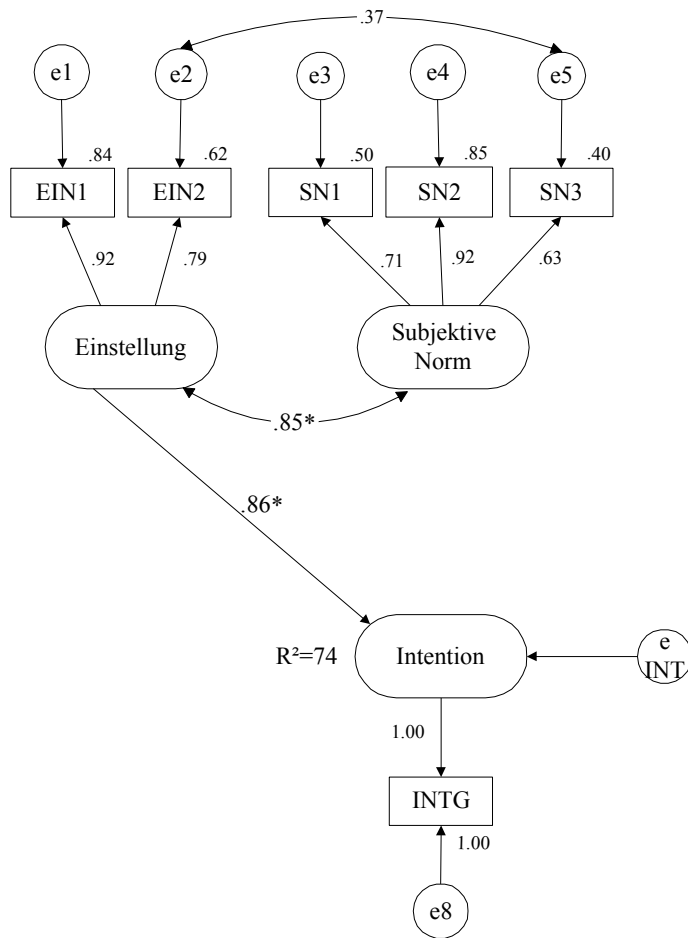 .37
e1
e2
e3
e4
e5
.84
.62
.50
.85
.40
EIN1
EIN2
SN1
SN2
SN3
.92
.79
.71
.92
.63
Einstellung
Subjektive
Norm
.85*
.86*
R²=74
Intention
e
INT
1.00
INTG
1.00
e8